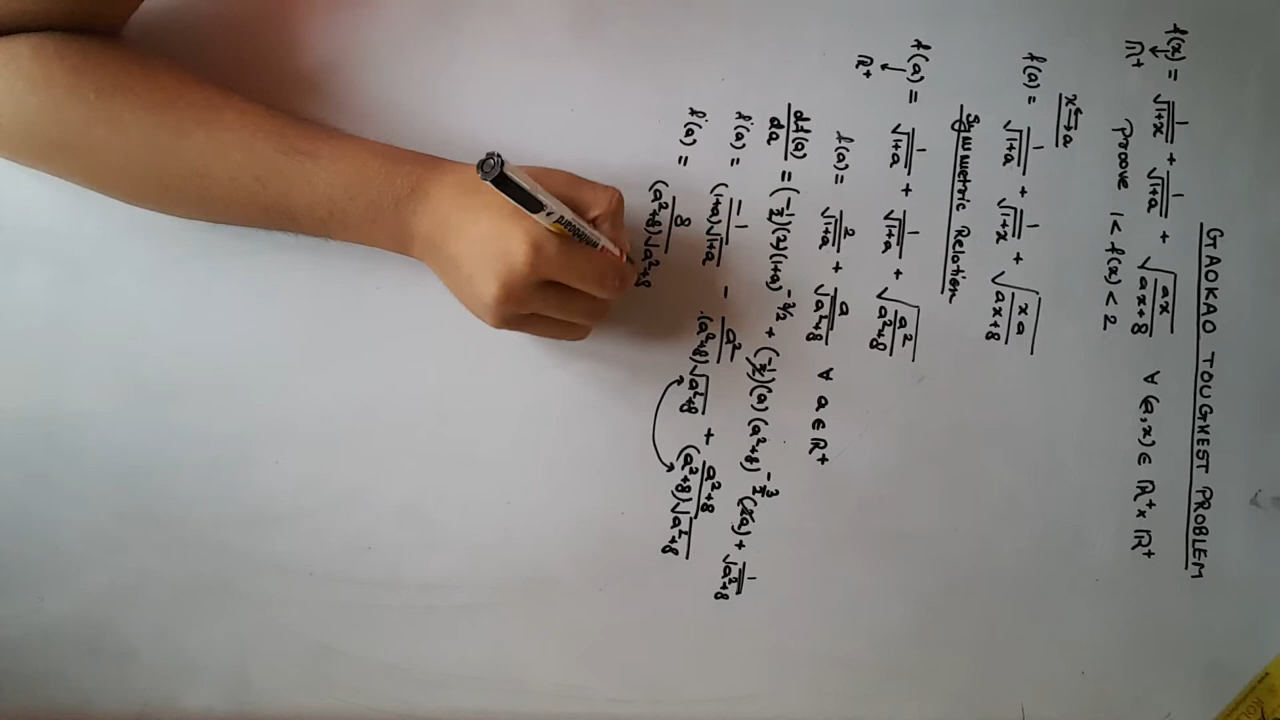 GAOKAO TOUGHEST PROBLEM
f(x) = 1/√(1+x) + 1/√(1+a) + √(ax/(ax+8)) ∀ (a,x) ∈ R⁺ x R⁺
↓
R⁺
Proove 1 < f(x) < 2
x ↔ a
f(a) = 1/√(1+a) + 1/√(1+x) + √(xa/(ax+8))
Symmetric Relation
f(a) = 1/√(1+a) + 1/√(1+a) + √(a²/(a²+8))
↓
R⁺
f(a) = 2/√(1+a) + a/√(a²+8) ∀ a ∈ R⁺
df(a)/da = (-1/2)(2)(1+a)^(-3/2) + (-1/2)(a)(a²+8)^(-3/2)(2a) + 1/√(a²+8)
f'(a) = -1/((1+a)√(1+a)) - a²/((a²+8)√(a²+8)) + (a²+8)/((a²+8)√(a²+8))
f'(a) = 8/((a²+8)√(a²+8))
whiteboard